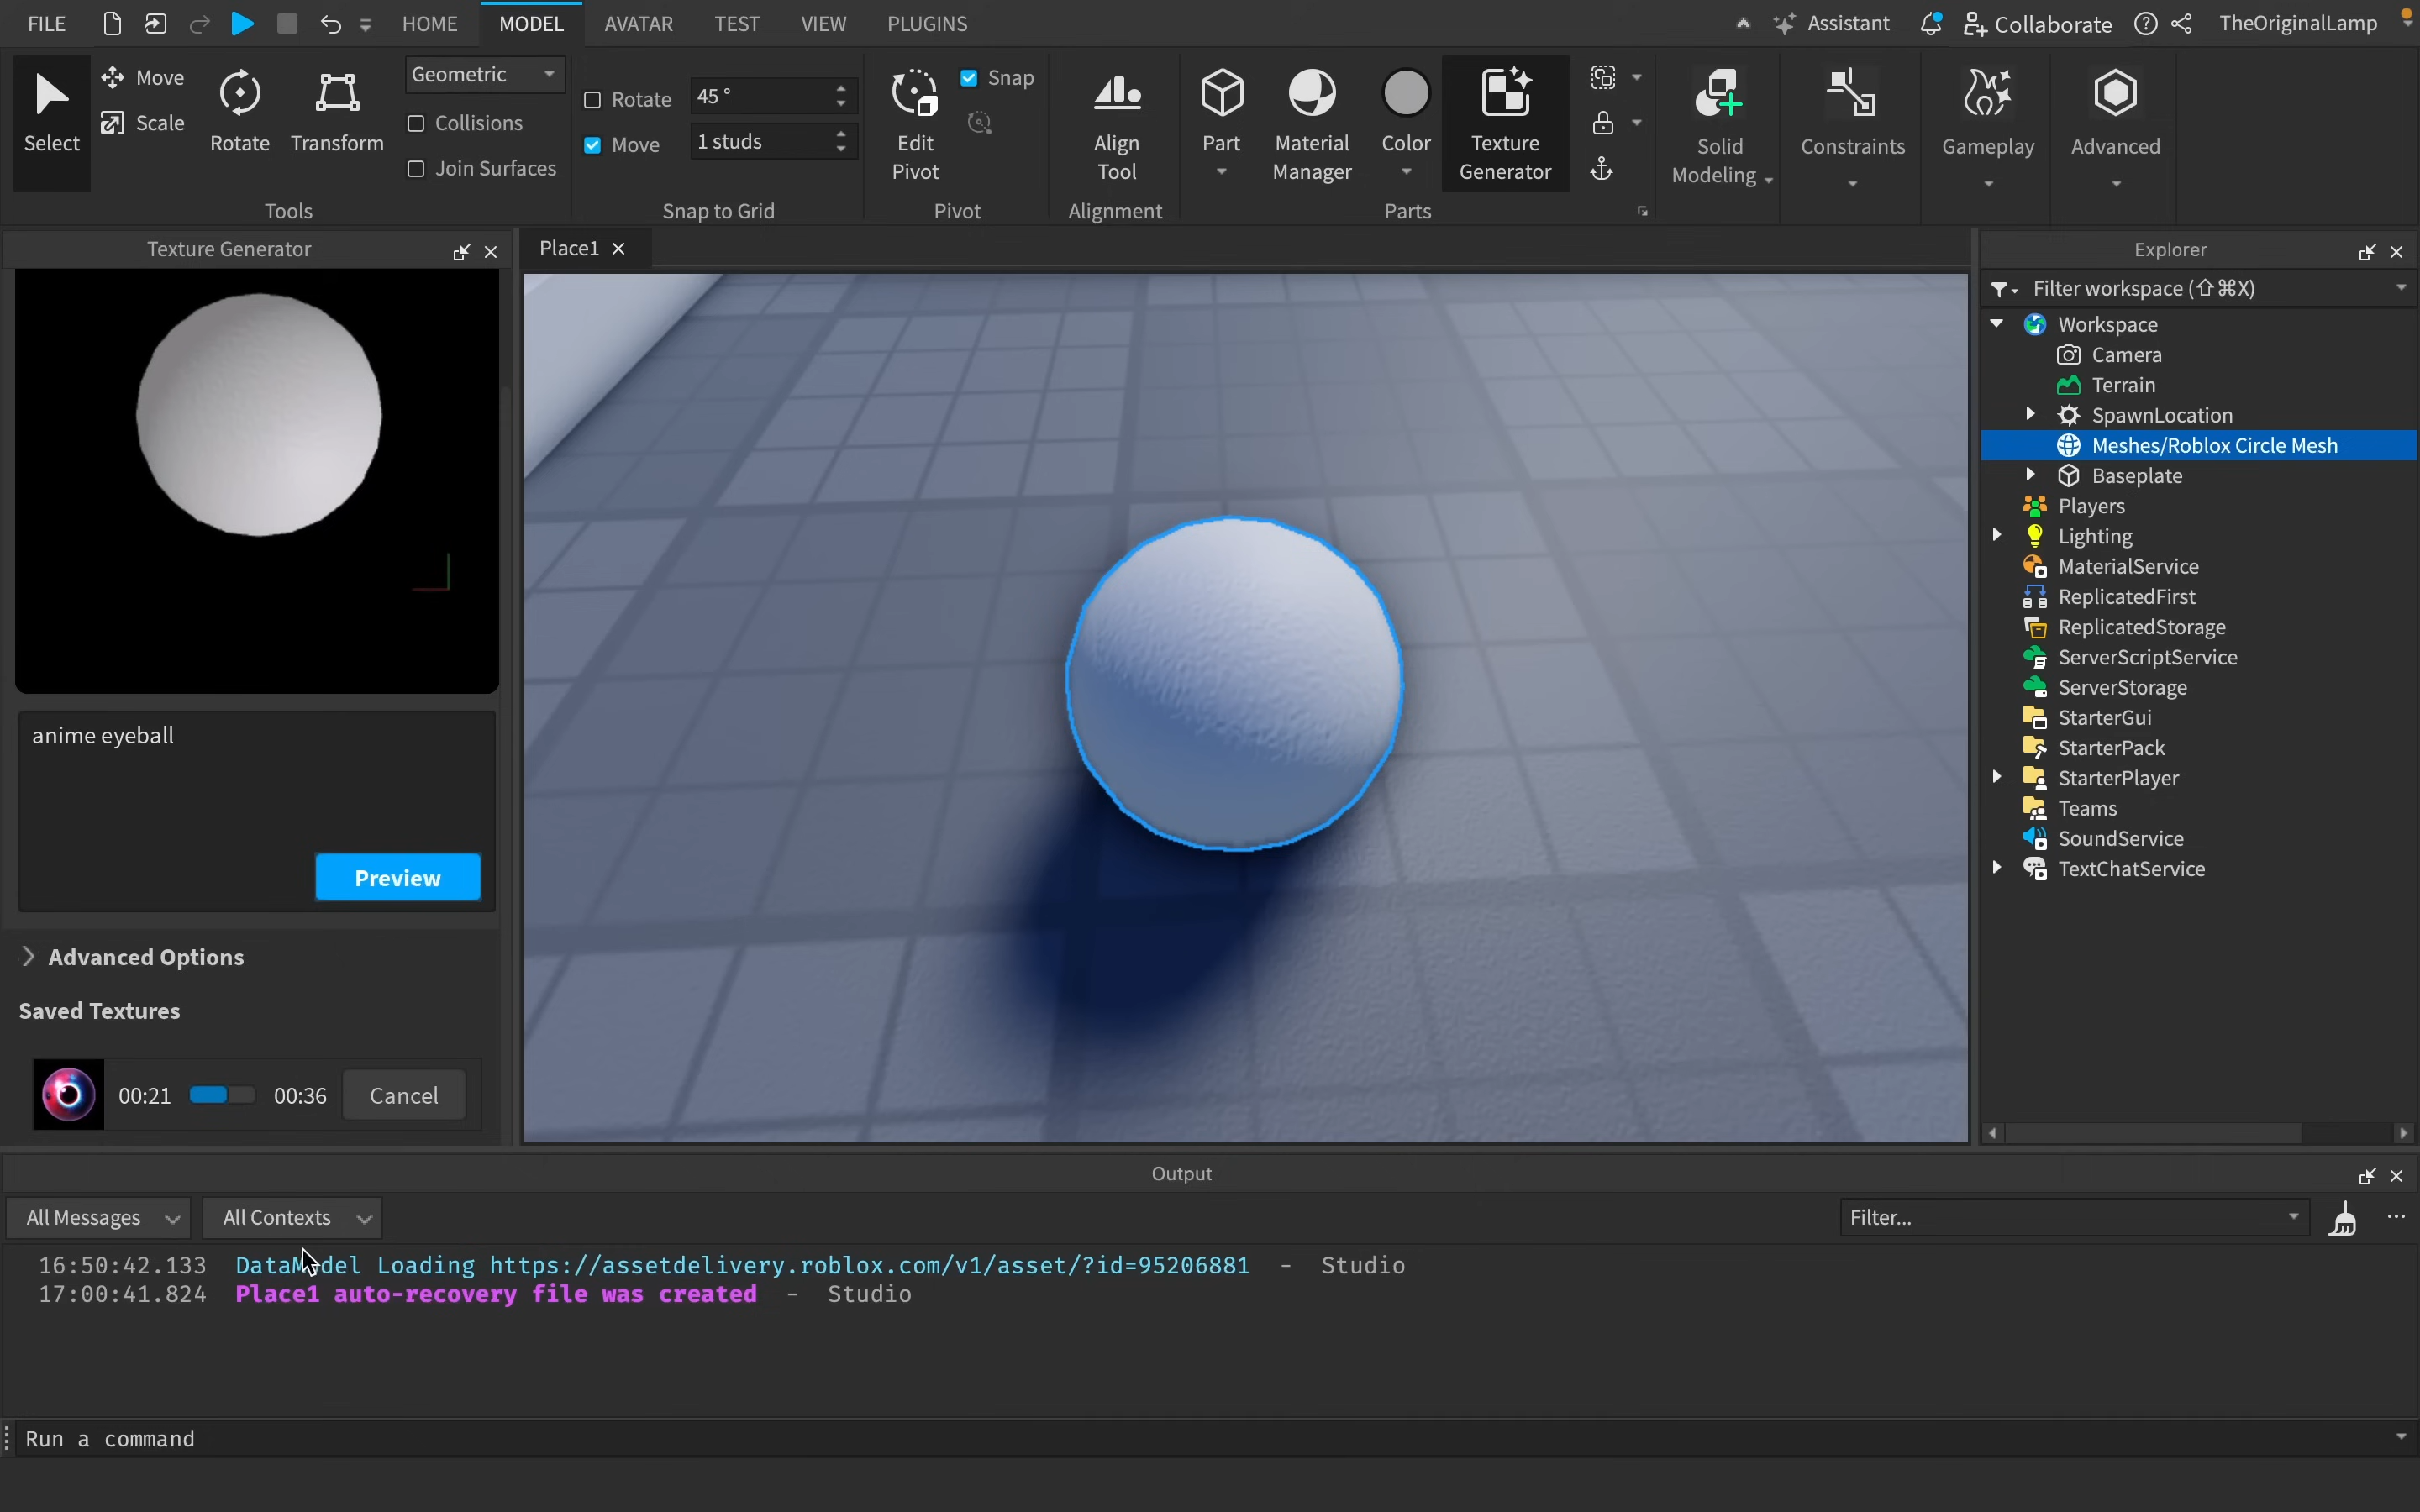 FILE
HOME
MODEL
AVATAR
TEST
VIEW
PLUGINS
Assistant
Collaborate
TheOriginalLamp
Select
Move
Scale
Rotate
Transform
Geometric
Collisions
Join Surfaces
Tools
Rotate
45 °
Move
1 studs
Snap to Grid
Edit
Pivot
Snap
Pivot
Align
Tool
Alignment
Part
Material
Manager
Color
Texture
Generator
Parts
Solid
Modeling
Constraints
Gameplay
Advanced
Texture Generator
anime eyeball
Preview
Advanced Options
Saved Textures
00:21
00:36
Cancel
Place1
Explorer
Filter workspace (⇧⌘X)
Workspace
Camera
Terrain
SpawnLocation
Meshes/Roblox Circle Mesh
Baseplate
Players
Lighting
MaterialService
ReplicatedFirst
ReplicatedStorage
ServerScriptService
ServerStorage
StarterGui
StarterPack
StarterPlayer
Teams
SoundService
TextChatService
Output
All Messages
All Contexts
Filter...
16:50:42.133 DataModel Loading https://assetdelivery.roblox.com/v1/asset/?id=95206881 - Studio
17:00:41.824 Place1 auto-recovery file was created - Studio
Run a command